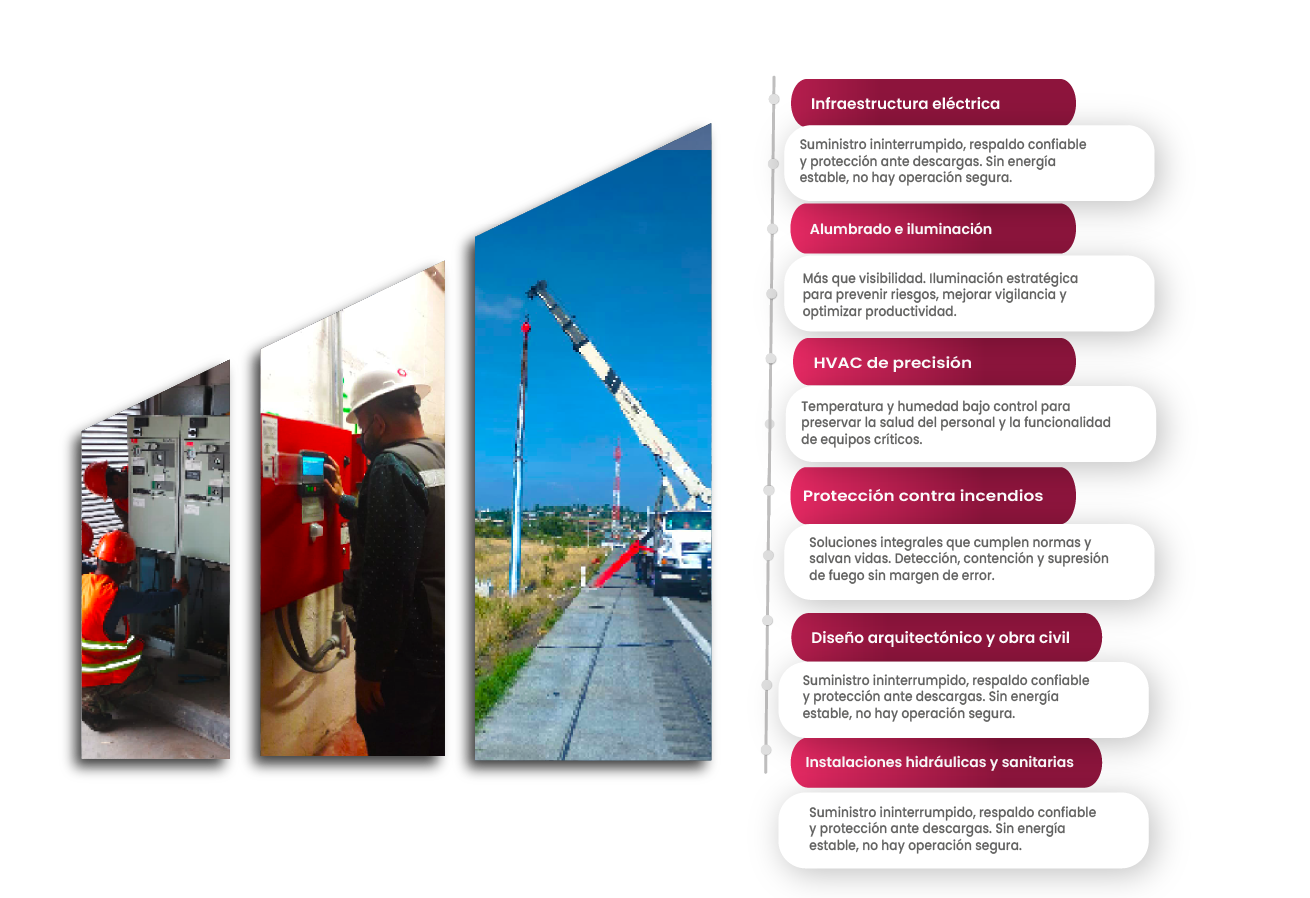 Infraestructura eléctrica
Suministro ininterrumpido, respaldo confiable
y protección ante descargas. Sin energía
estable, no hay operación segura.
Alumbrado e iluminación
Más que visibilidad. Iluminación estratégica
para prevenir riesgos, mejorar vigilancia y
optimizar productividad.
HVAC de precisión
Temperatura y humedad bajo control para
preservar la salud del personal y la funcionalidad
de equipos críticos.
Protección contra incendios
Soluciones integrales que cumplen normas y
salvan vidas. Detección, contención y supresión
de fuego sin margen de error.
Diseño arquitectónico y obra civil
Suministro ininterrumpido, respaldo confiable
y protección ante descargas. Sin energía
estable, no hay operación segura.
Instalaciones hidráulicas y sanitarias
Suministro ininterrumpido, respaldo confiable
y protección ante descargas. Sin energía
estable, no hay operación segura.